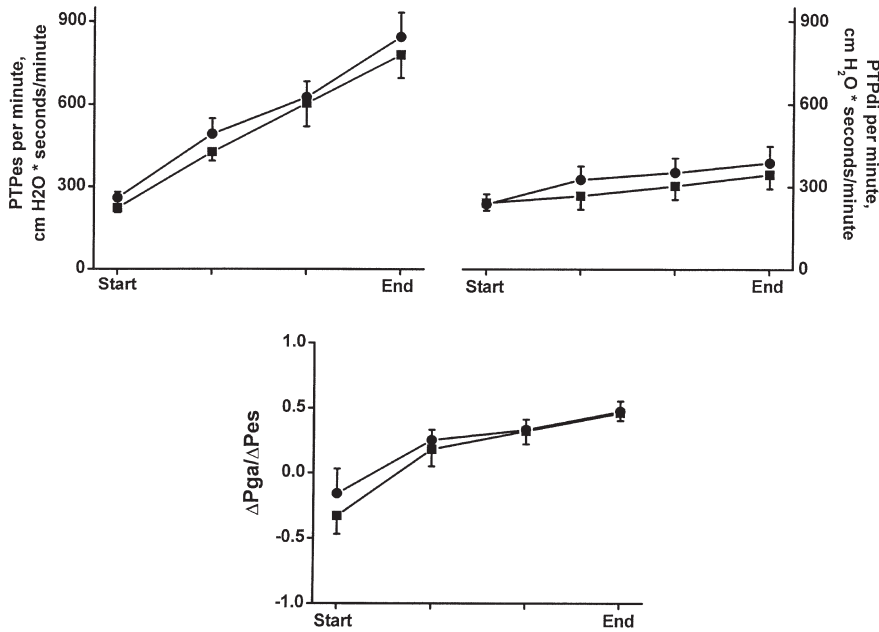 PTPes per minute,
cm H2O * seconds/minute
900
600
300
0
Start
End
900
600
300
0
PTPdi per minute,
cm H₂O * seconds/minute
Start
End
ΔPga/ΔPes
1.0
0.5
0.0
-0.5
-1.0
Start
End